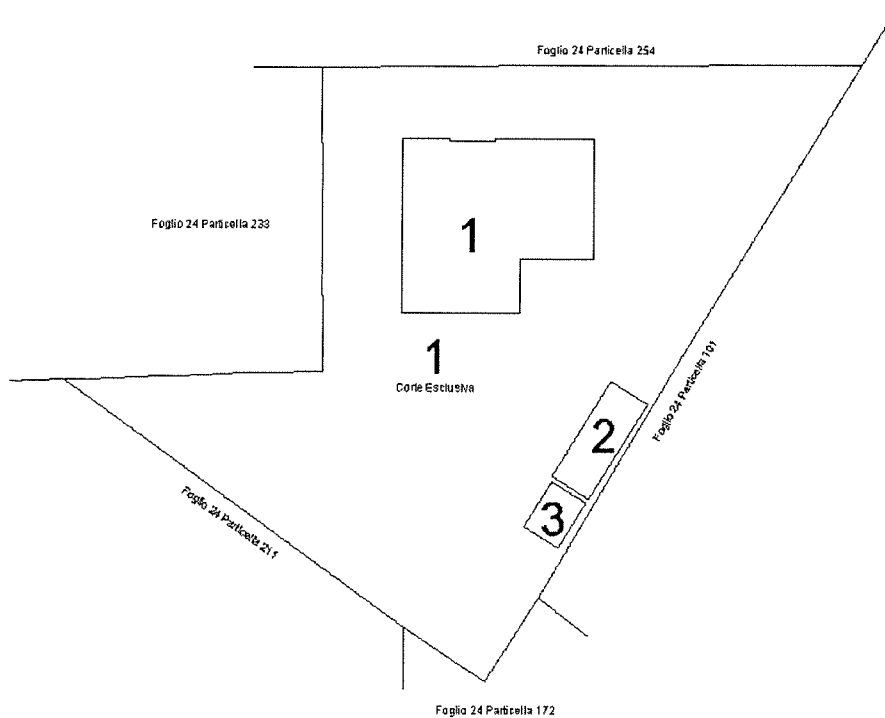 Foglio 24 Particella 254
Foglio 24 Particella 233
1
1
Corte Esclusiva
Foglio 24 Particella 101
2
3
Foglio 24 Particella 211
Foglio 24 Particella 172